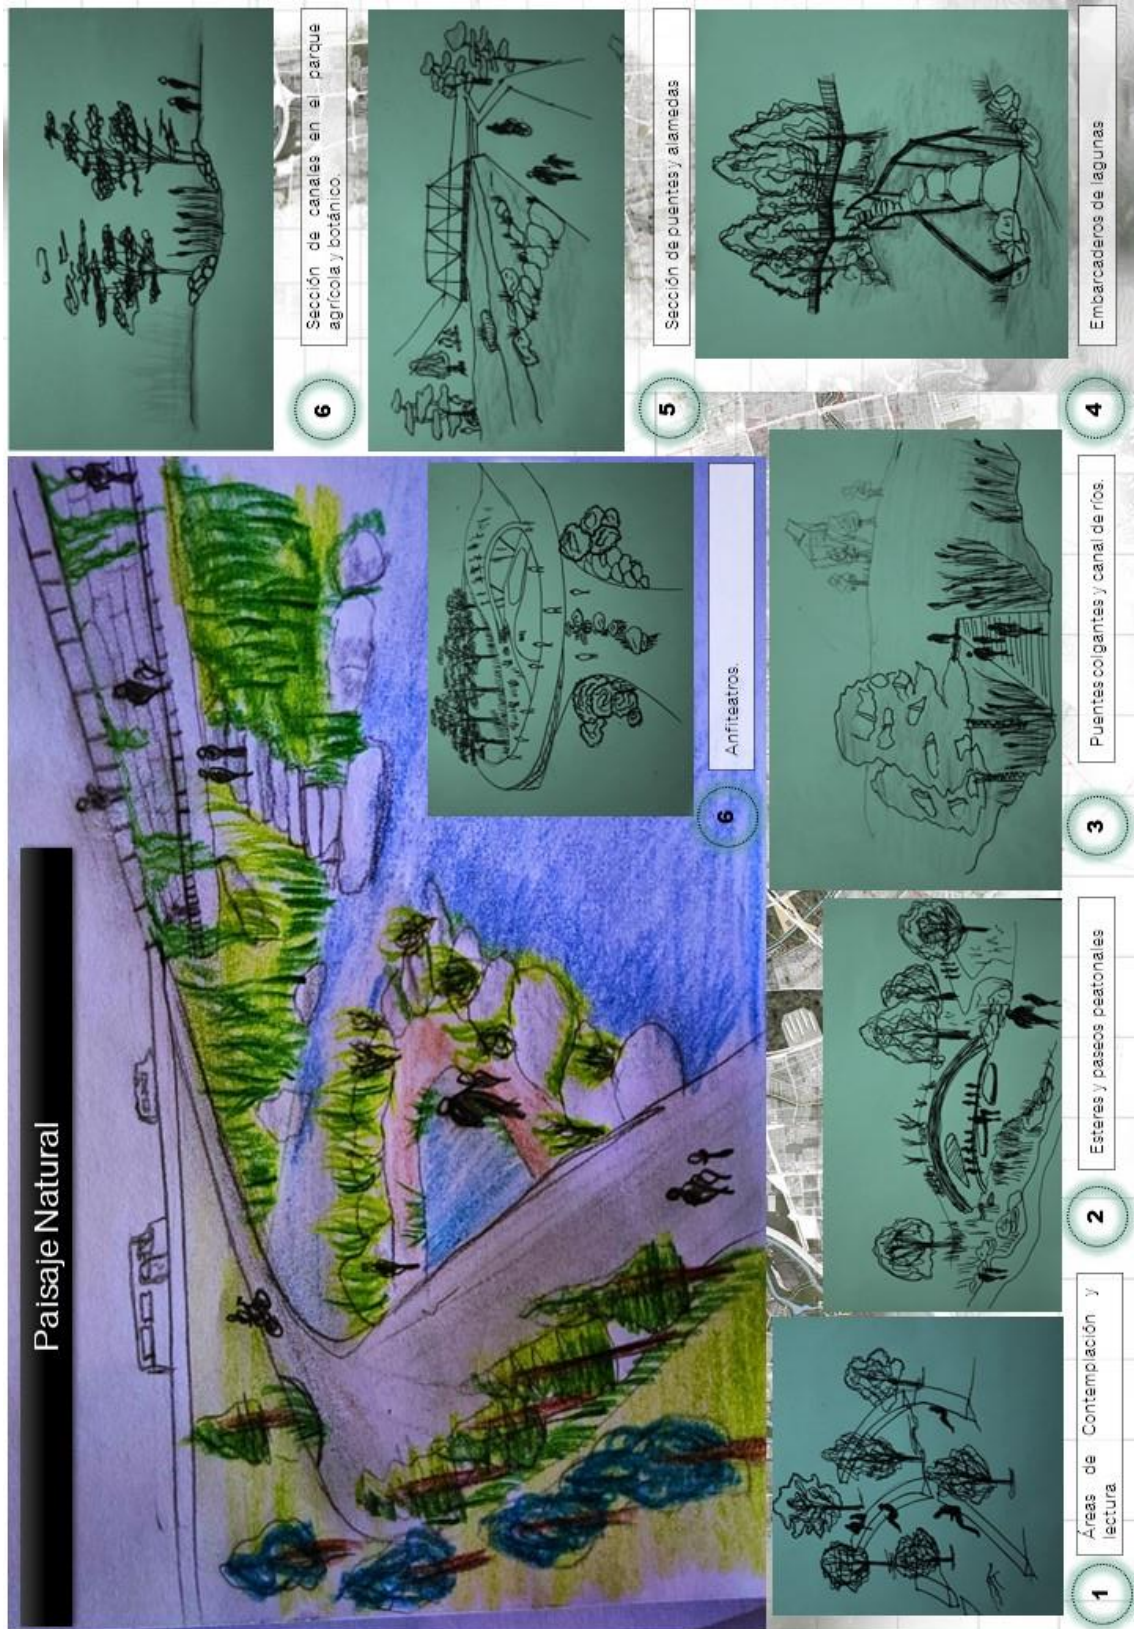 Paisaje Natural
6
Sección de canales en el parque
agrícola y botánico.
5
Sección de puentes y alamedas
6
Anfiteatros.
1
Áreas de Contemplación y
lectura
2
Esteres y paseos peatonales
3
Puentes colgantes y canal de ríos.
4
Embarcaderos de lagunas